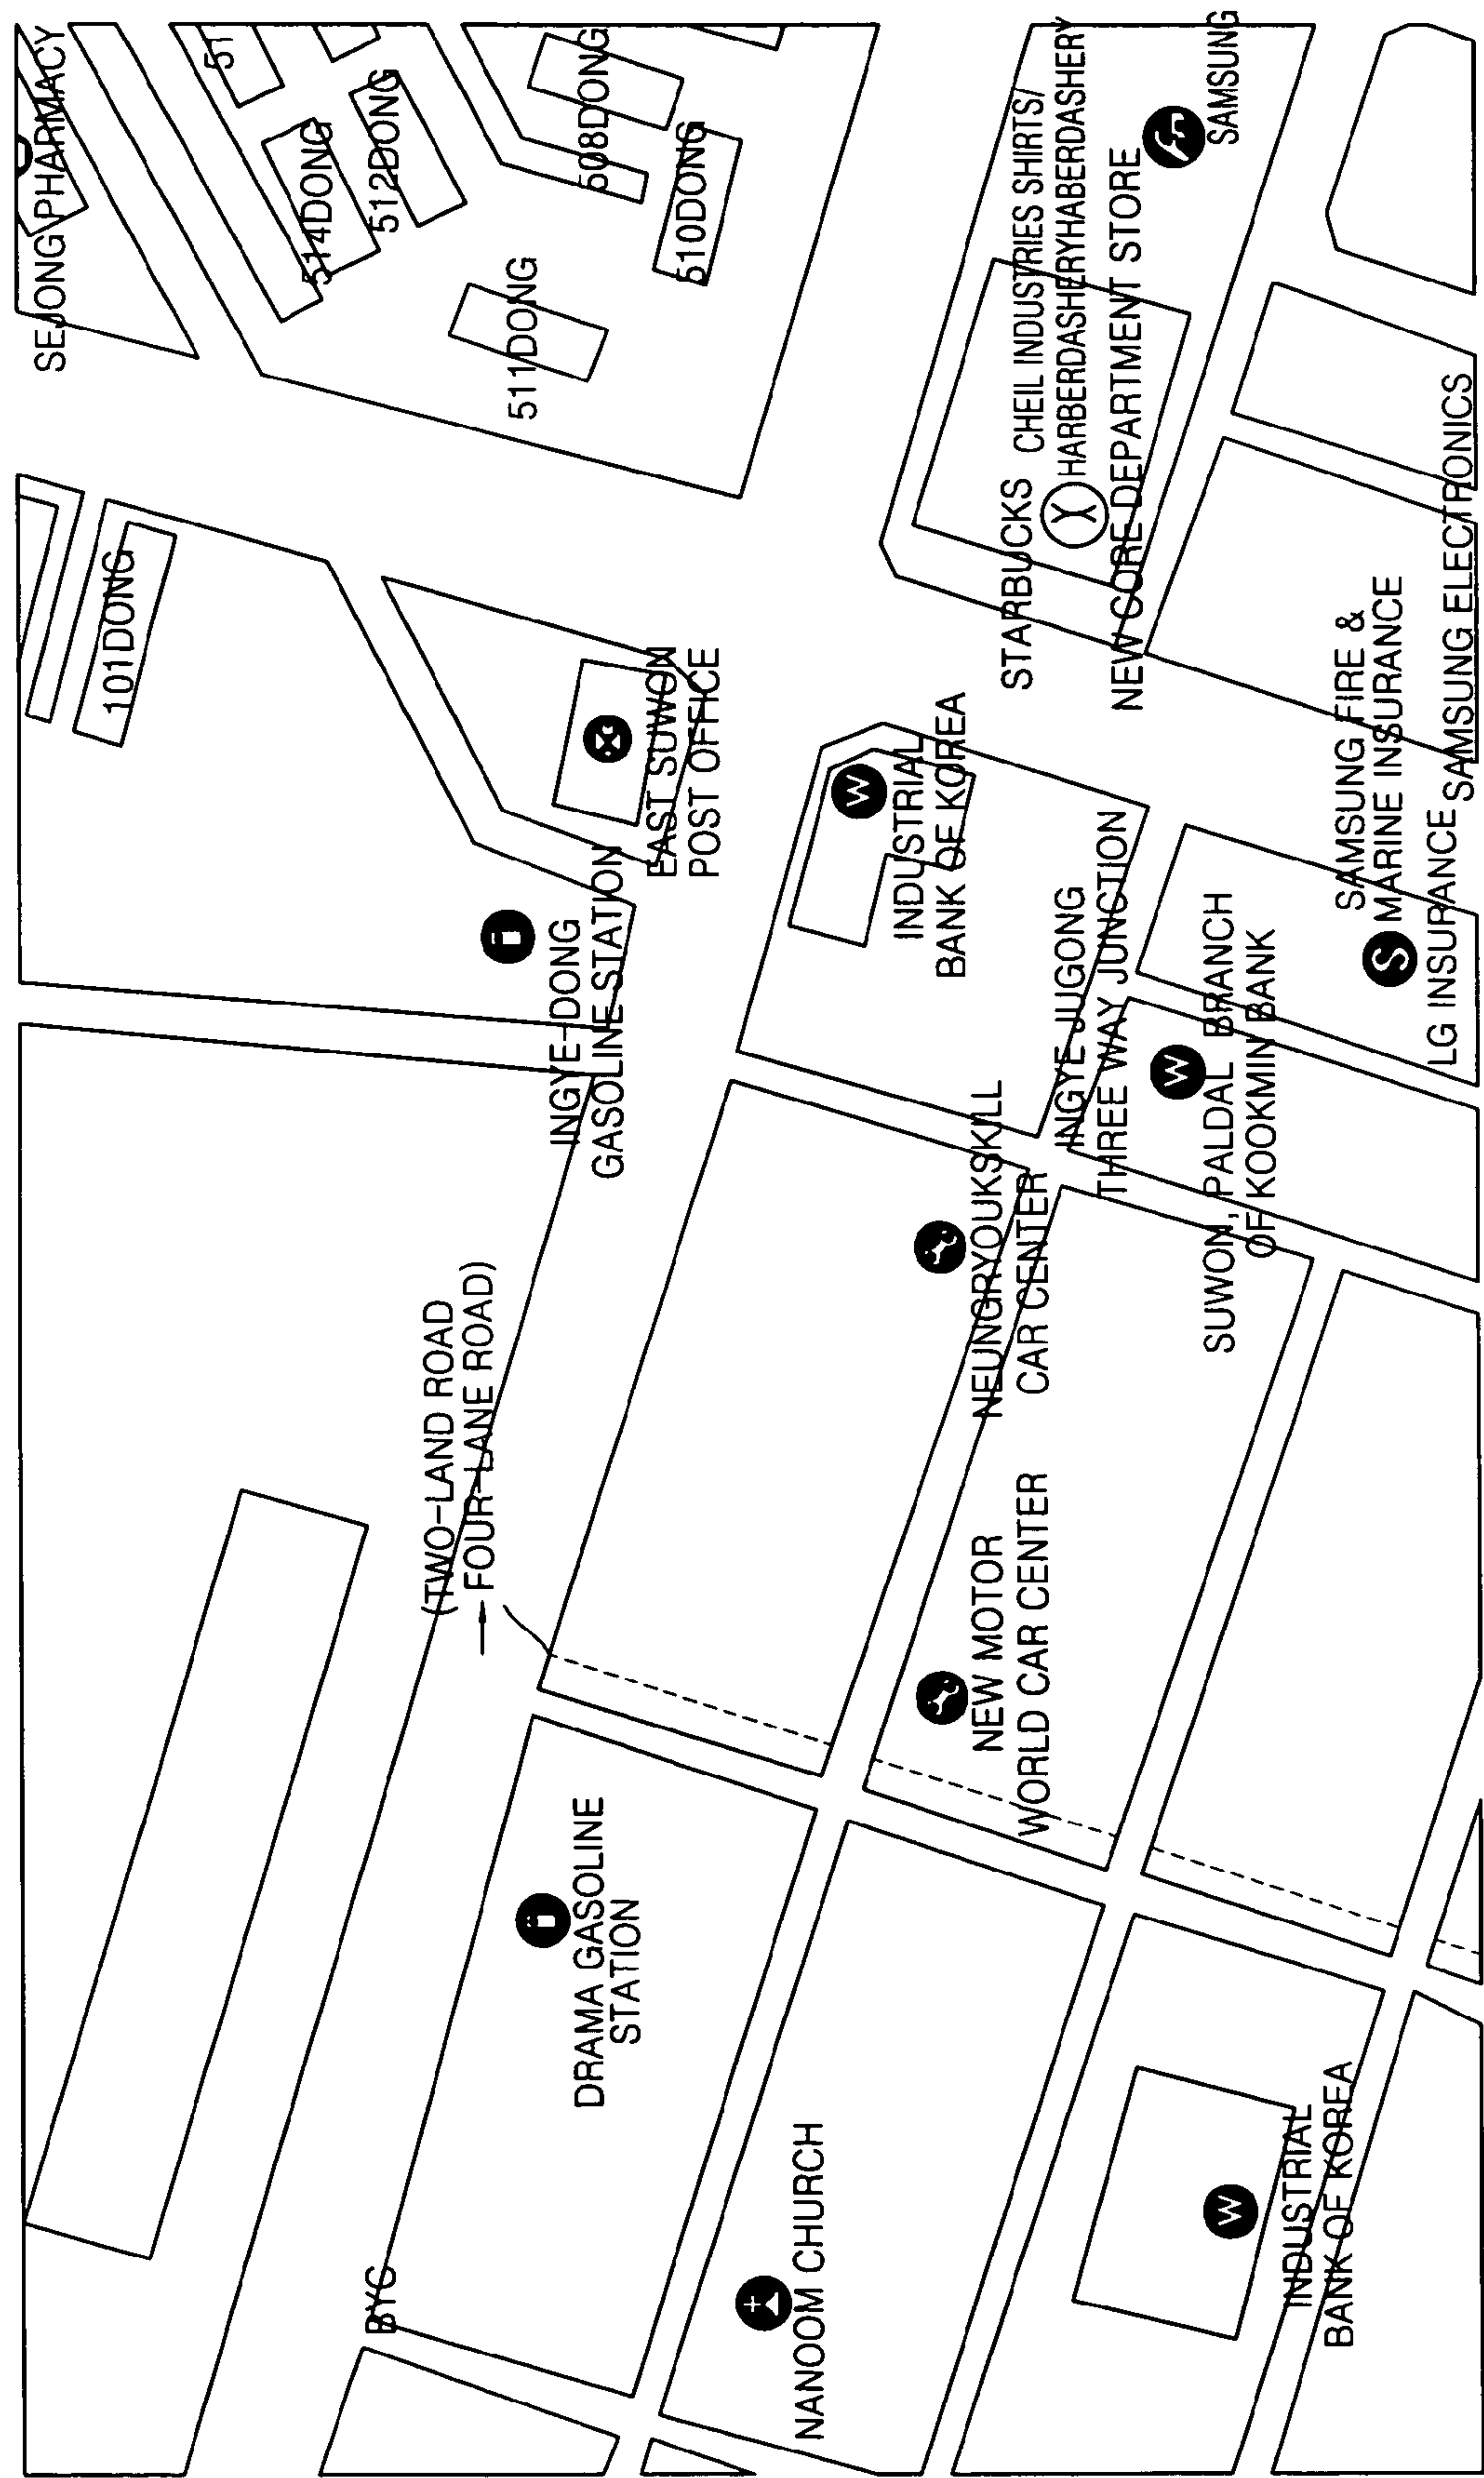 SEJONG PHARMACY
51
514DONG
512DONG
508DONG
510DONG
511DONG
101DONG
EAST SUWON
POST OFFICE
INGYE-DONG
GASOLINE STATION
(TWO-LAND ROAD
FOUR-LANE ROAD)
DRAMA GASOLINE
STATION
BYC
NANOOM CHURCH
W
INDUSTRIAL
BANK OF KOREA
STARBUCKS
CHEIL INDUSTRIES SHIRTS/
HARBERDASHERYHABERDASHERY
NEW CORE DEPARTMENT STORE
SAMSUNG
INGYE JUGONG
THREE WAY JUNCTION
NEUNGRYOUKSKILL
CAR CENTER
NEW MOTOR
WORLD CAR CENTER
W
SUWON, PALDAL BRANCH
OF KOOKMIN BANK
SAMSUNG FIRE &
MARINE INSURANCE
S
LG INSURANCE
SAMSUNG ELECTRONICS
W
INDUSTRIAL
BANK OF KOREA